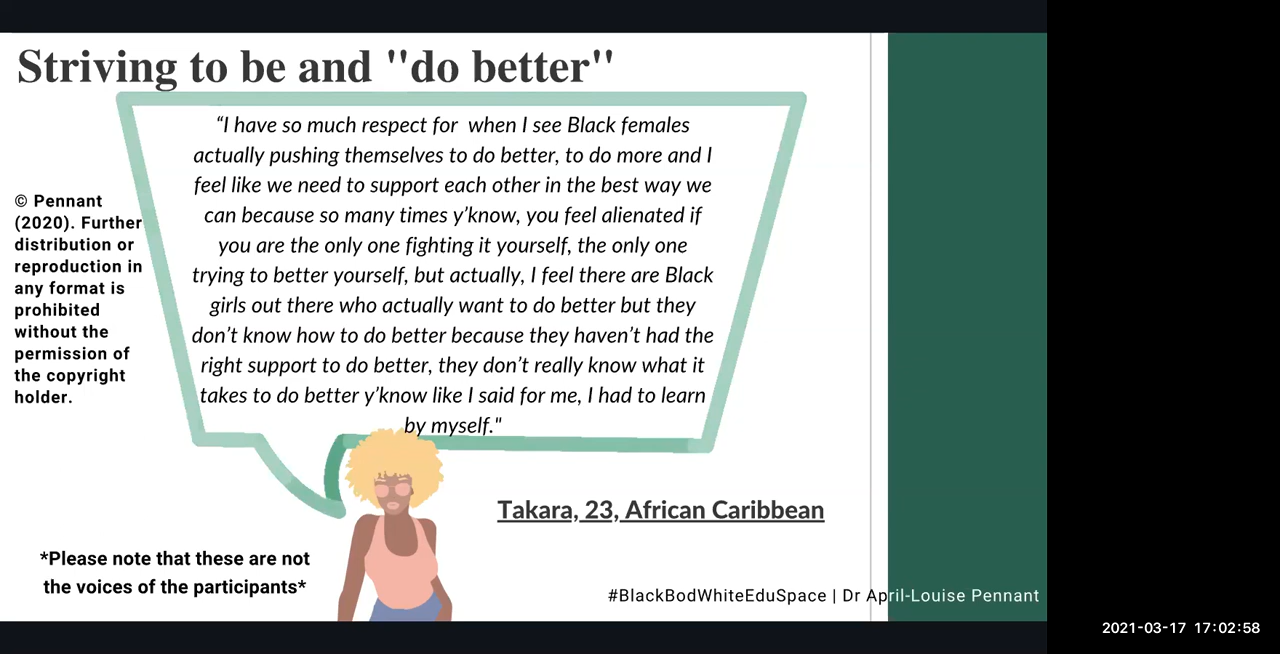 Striving to be and "do better"
“I have so much respect for  when I see Black females
actually pushing themselves to do better, to do more and I
feel like we need to support each other in the best way we
can because so many times y’know, you feel alienated if
you are the only one fighting it yourself, the only one
trying to better yourself, but actually, I feel there are Black
girls out there who actually want to do better but they
don’t know how to do better because they haven’t had the
right support to do better, they don’t really know what it
takes to do better y’know like I said for me, I had to learn
by myself."
© Pennant
(2020). Further
distribution or
reproduction in
any format is
prohibited
without the
permission of
the copyright
holder.
Takara, 23, African Caribbean
*Please note that these are not
the voices of the participants*
#BlackBodWhiteEduSpace | Dr April-Louise Pennant
2021-03-17 17:02:58